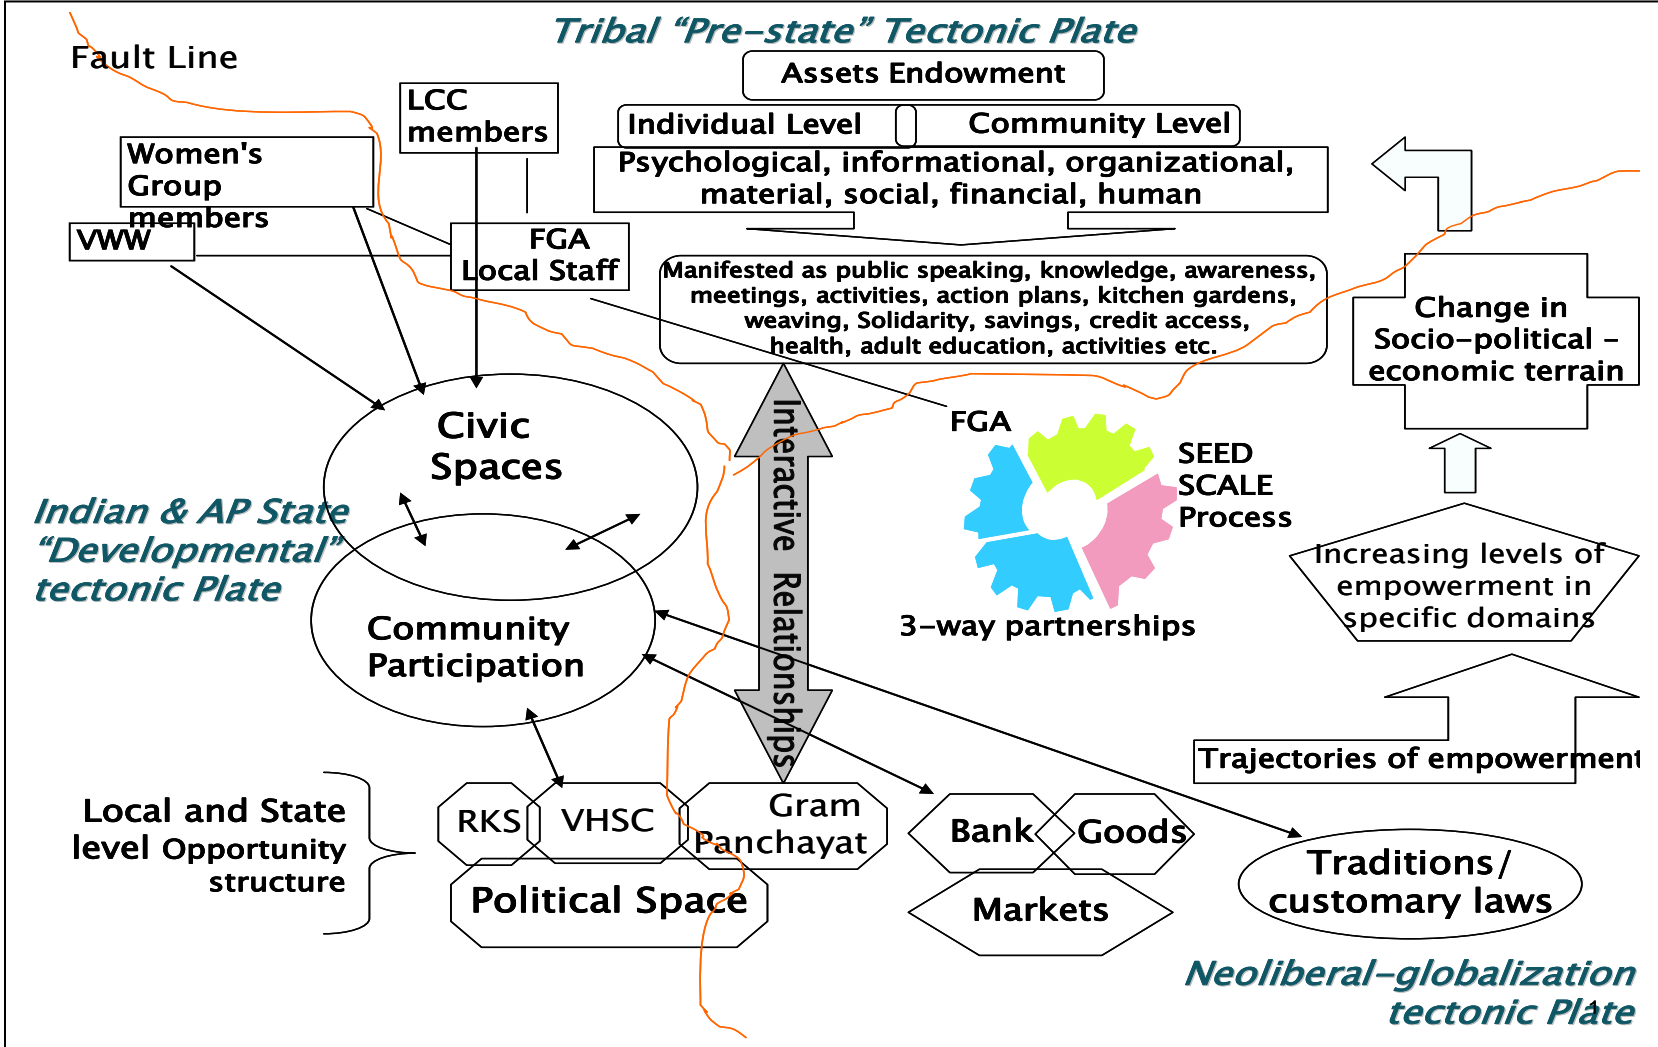 Tribal “Pre-state” Tectonic Plate
Fault Line
Assets Endowment
LCC
members
Individual Level
Community Level
Women's
Group
members
Psychological, informational, organizational,
material, social, financial, human
VWW
FGA
Local Staff
Manifested as public speaking, knowledge, awareness,
meetings, activities, action plans, kitchen gardens,
weaving, Solidarity, savings, credit access,
health, adult education, activities etc.
Change in
Socio-political -
economic terrain
Civic
Spaces
Interactive Relationships
FGA
SEED
SCALE
Process
3-way partnerships
Indian & AP State
“Developmental”
tectonic Plate
Increasing levels of
empowerment in
specific domains
Community
Participation
Trajectories of empowerment
Local and State
level Opportunity
structure
RKS
VHSC
Gram
Panchayat
Political Space
Bank
Goods
Markets
Traditions/
customary laws
Neoliberal-globalization
tectonic Plate
1